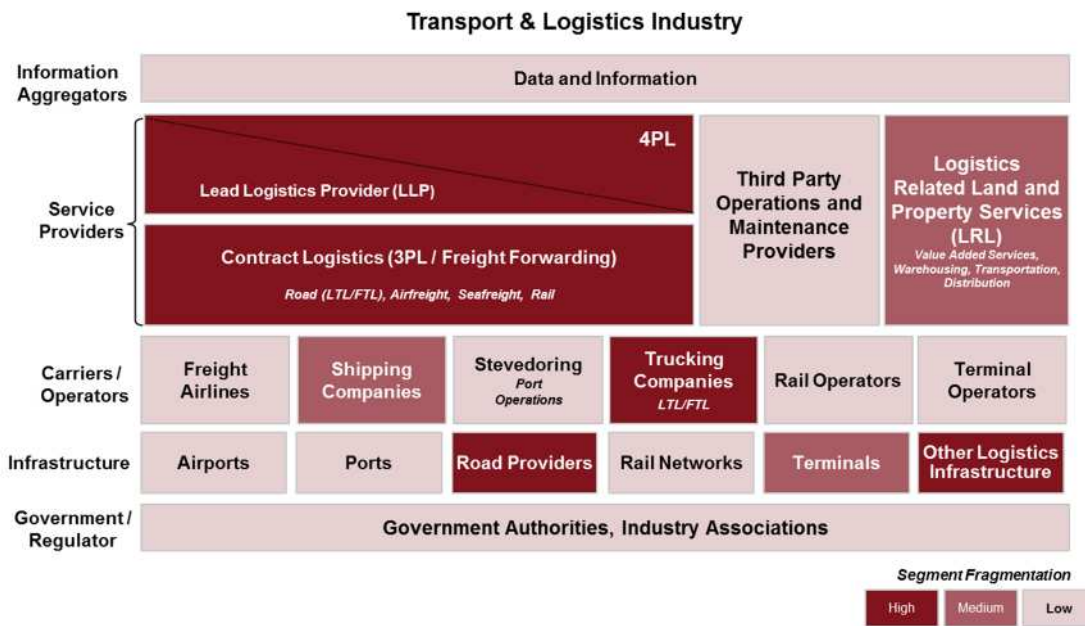 Transport & Logistics Industry
Information
Aggregators
Data and Information
Service
Providers
4PL
Lead Logistics Provider (LLP)
Contract Logistics (3PL / Freight Forwarding)
Road (LTL/FTL), Airfreight, Seafreight, Rail
Third Party
Operations and
Maintenance
Providers
Logistics
Related Land and
Property Services
(LRL)
Value Added Services,
Warehousing, Transportation,
Distribution
Carriers /
Operators
Freight
Airlines
Shipping
Companies
Stevedoring
Port
Operations
Trucking
Companies
LTL/FTL
Rail Operators
Terminal
Operators
Infrastructure
Airports
Ports
Road Providers
Rail Networks
Terminals
Other Logistics
Infrastructure
Government /
Regulator
Government Authorities, Industry Associations
Segment Fragmentation
High
Medium
Low